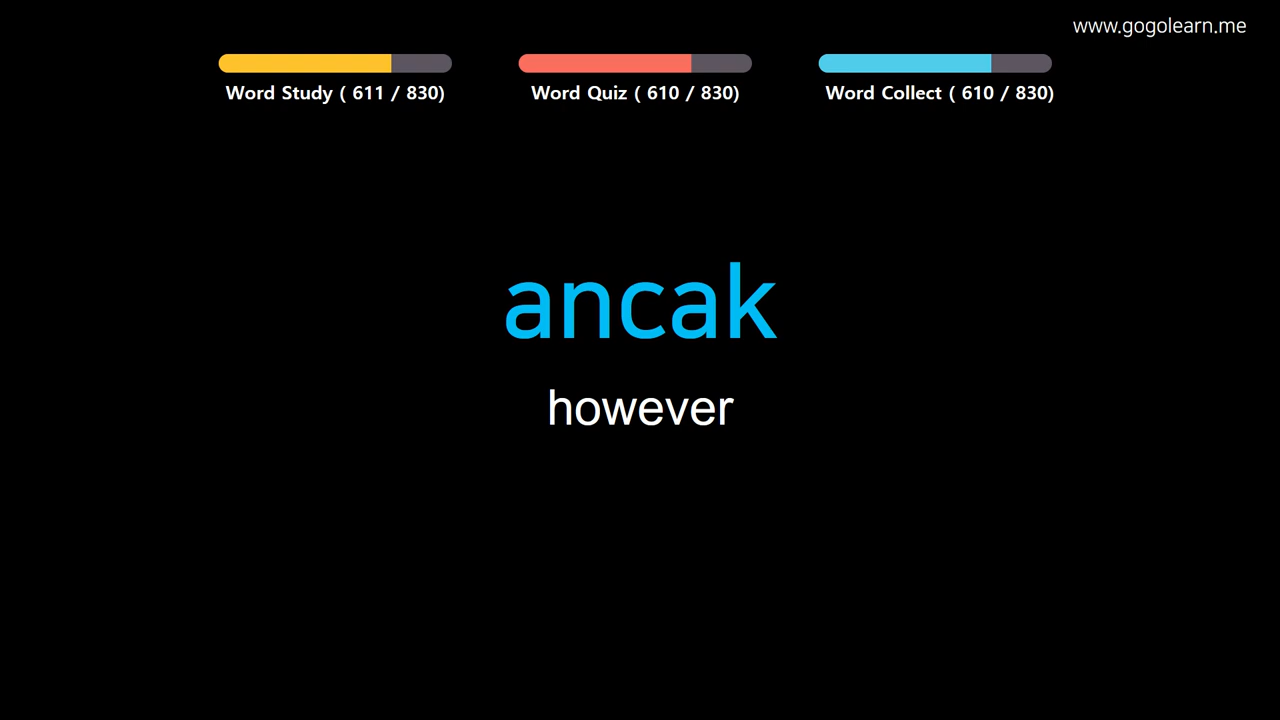 www.gogolearn.me
Word Study ( 611 / 830)
Word Quiz ( 610 / 830)
Word Collect ( 610 / 830)
ancak
however